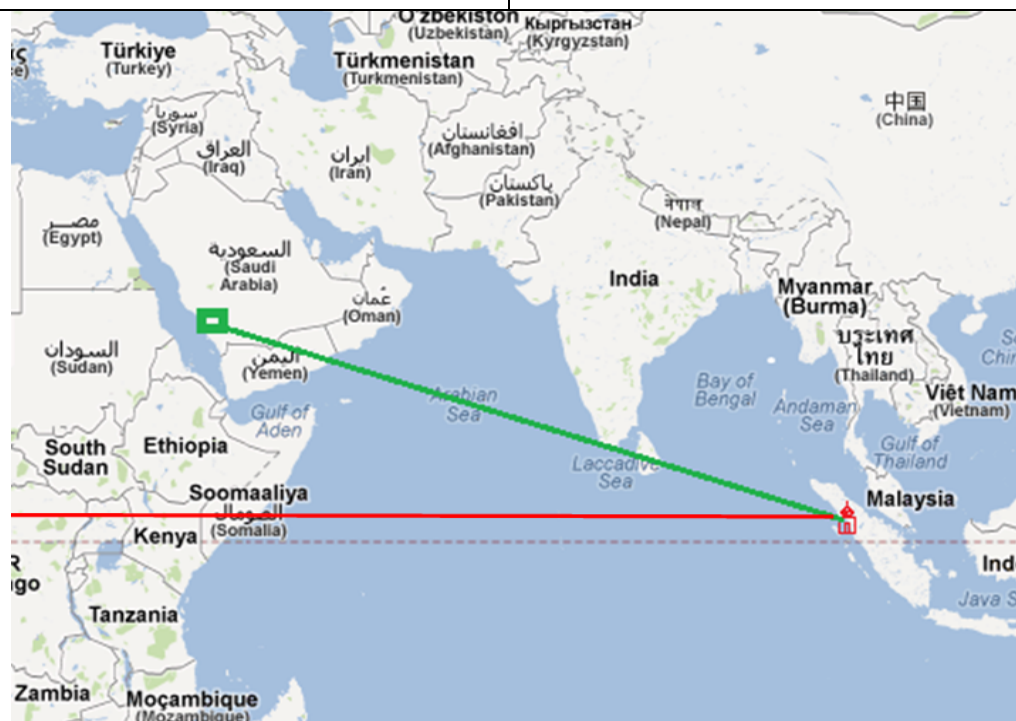 O'zbekiston
(Uzbekistan)
Кыргызстан
(Kyrgyzstan)
Türkiye
(Turkey)
Türkmenistan
(Turkmenistan)
中国
(China)
سوريا
(Syria)
العراق
(Iraq)
ایران
(Iran)
افغانستان
(Afghanistan)
پاکستان
(Pakistan)
नेपाल
(Nepal)
مصر
(Egypt)
السعودية
(Saudi
Arabia)
عُمان
(Oman)
India
Myanmar
(Burma)
ประเทศ
ไทย
(Thailand)
السودان
(Sudan)
اليمن
(Yemen)
Arabian
Sea
Bay of
Bengal
Andaman
Sea
Việt Nam
(Vietnam)
Gulf of
Aden
South
Sudan
Ethiopia
Laccadive
Sea
Gulf of
Thailand
Soomaaliya
الصومال
(Somalia)
Malaysia
Kenya
Tanzania
Java S
Zambia
Moçambique
(Mozambique)